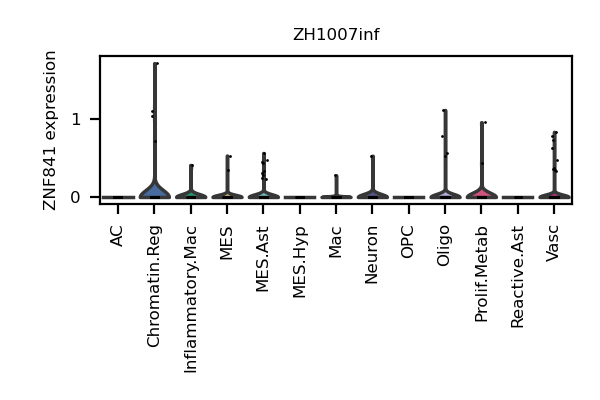 ZH1007inf
ZNF841 expression
1
0
AC
Chromatin.Reg
Inflammatory.Mac
MES
MES.Ast
MES.Hyp
Mac
Neuron
OPC
Oligo
Prolif.Metab
Reactive.Ast
Vasc